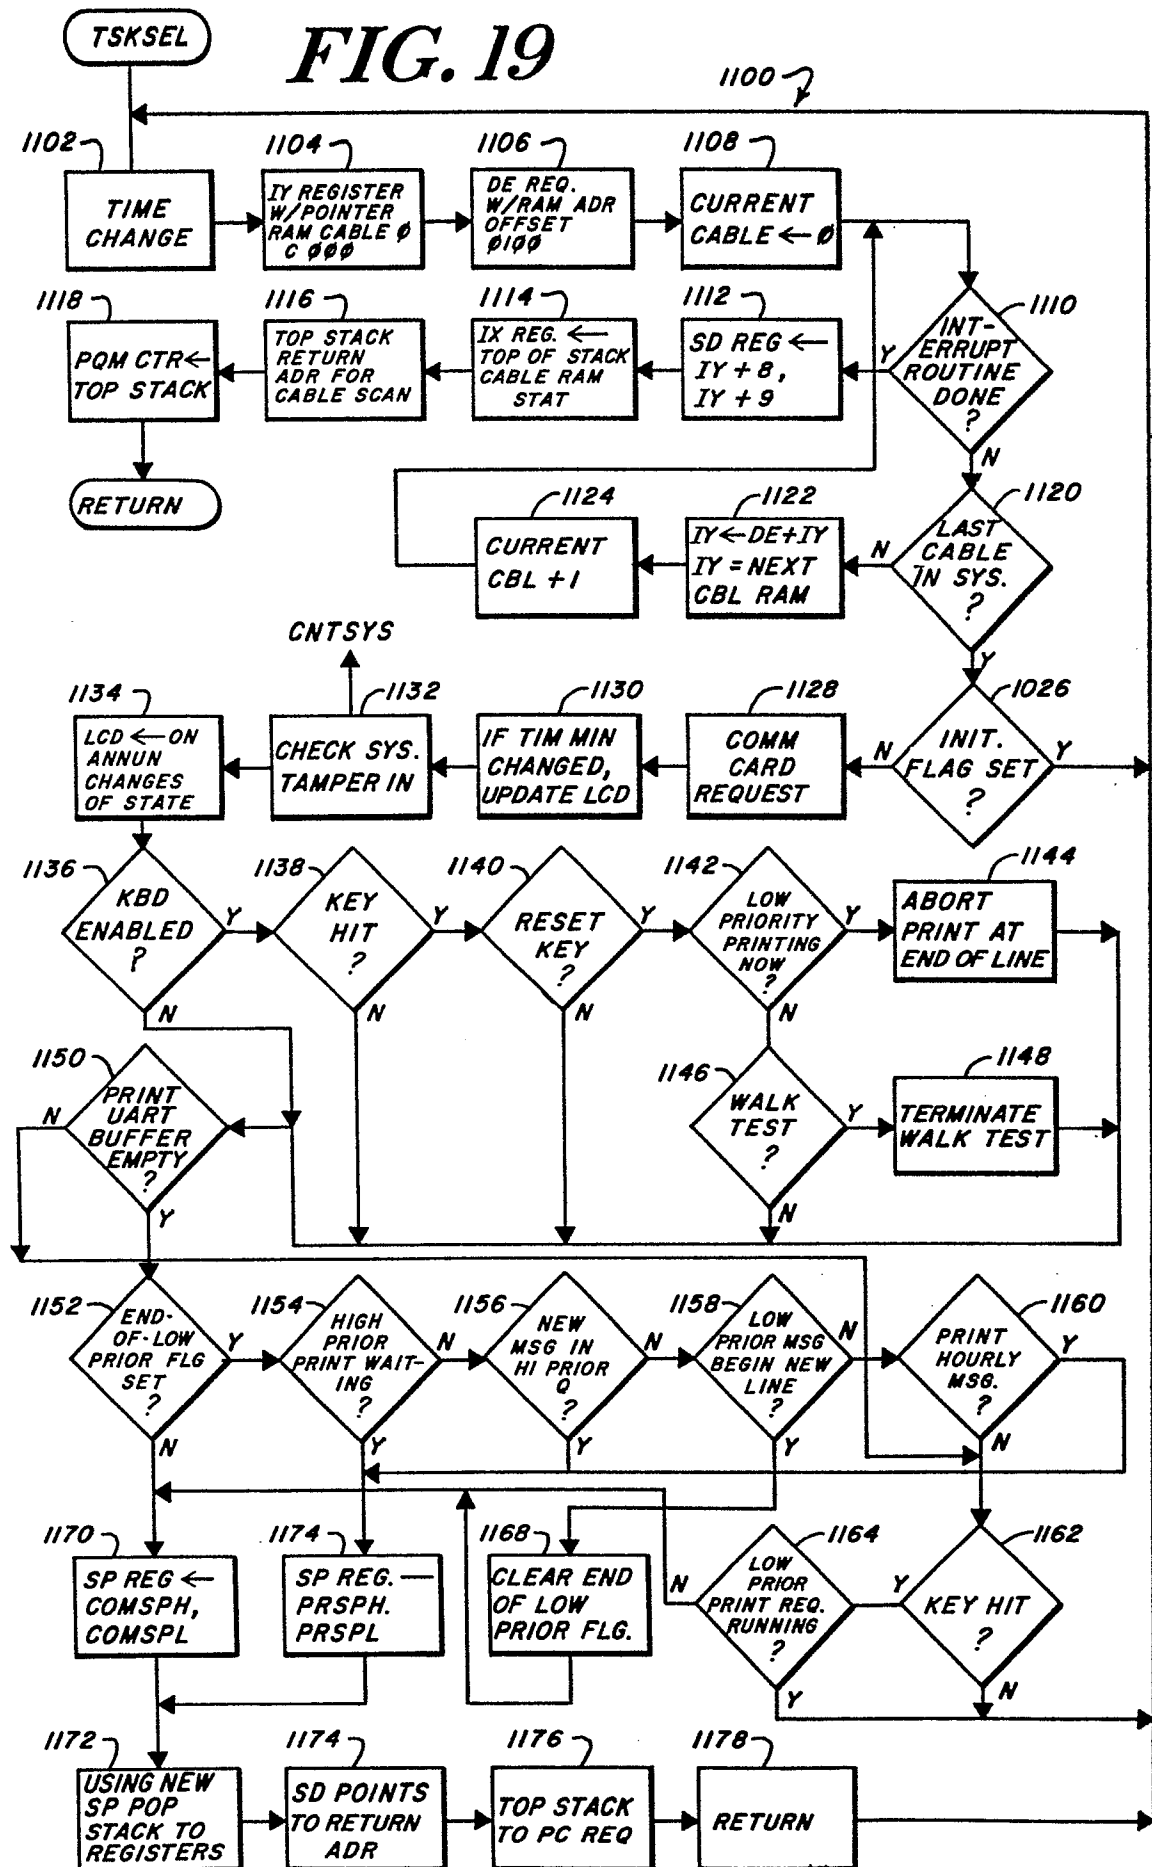 TSKSEL
FIG. 19
1100
1102
TIME
CHANGE
1104
IY REGISTER
W/POINTER
RAM CABLE Ø
C ØØØ
1106
DE REQ.
W/RAM ADR
OFFSET
Ø1ØØ
1108
CURRENT
CABLE ← Ø
1118
PQM CTR ←
TOP STACK
1116
TOP STACK
RETURN
ADR FOR
CABLE SCAN
1114
IX REG. ←
TOP OF STACK
CABLE RAM
STAT
1112
SD REG ←
IY + 8,
IY + 9
Y
1110
INT-
ERRUPT
ROUTINE
DONE
?
N
RETURN
1124
CURRENT
CBL + 1
1122
IY ← DE + IY
IY = NEXT
CBL RAM
N
1120
LAST
CABLE
IN SYS.
?
Y
CNTSYS
1134
LCD ← ON
ANNUN
CHANGES
OF STATE
1132
CHECK SYS.
TAMPER IN
1130
IF TIM MIN
CHANGED,
UPDATE LCD
1128
COMM
CARD
REQUEST
N
1026
INIT.
FLAG SET
?
Y
1136
KBD
ENABLED
?
Y
N
1138
KEY
HIT
?
Y
N
1140
RESET
KEY
?
Y
N
1142
LOW
PRIORITY
PRINTING
NOW
?
Y
N
1144
ABORT
PRINT AT
END OF LINE
1150
PRINT
UART
BUFFER
EMPTY
?
N
Y
1146
WALK
TEST
?
Y
N
1148
TERMINATE
WALK TEST
1152
END-
OF-LOW
PRIOR FLG
SET
?
Y
N
1154
HIGH
PRIOR
PRINT WAIT-
ING
?
N
Y
1156
NEW
MSG IN
HI PRIOR
Q
?
N
Y
1158
LOW
PRIOR MSG
BEGIN NEW
LINE
?
N
Y
1160
PRINT
HOURLY
MSG.
?
Y
N
1170
SP REG ←
COMSPH,
COMSPL
1174
SP REG. —
PRSPH.
PRSPL
1168
CLEAR END
OF LOW
PRIOR FLG.
N
1164
LOW
PRIOR
PRINT REQ.
RUNNING
?
Y
Y
1162
KEY HIT
?
N
1172
USING NEW
SP POP
STACK TO
REGISTERS
1174
SD POINTS
TO RETURN
ADR
1176
TOP STACK
TO PC REQ
1178
RETURN